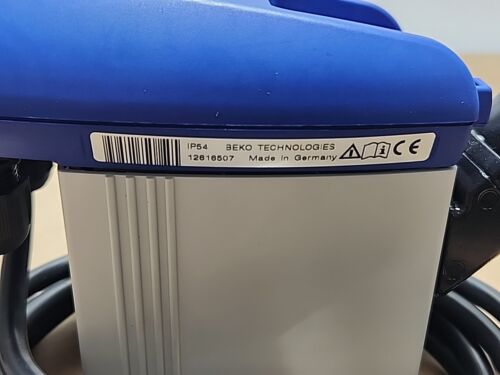 IP54 BEKO TECHNOLOGIES
12616507 Made in Germany CE